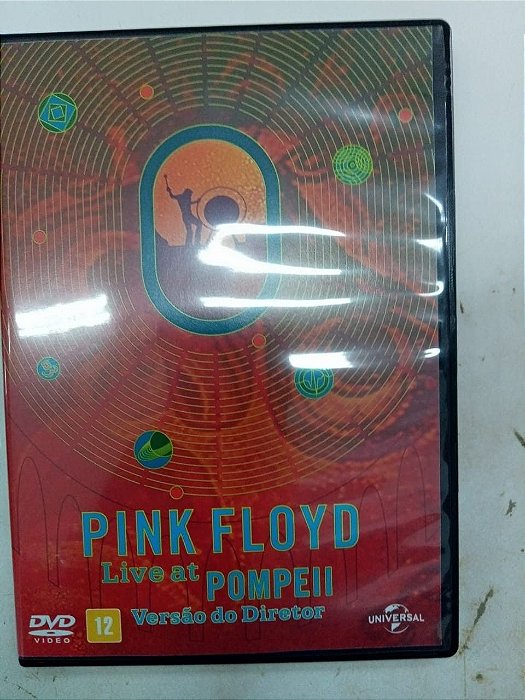 PINK FLOYD
Live at POMPEII
Versão do Diretor
DVD
VIDEO
12
UNIVERSAL